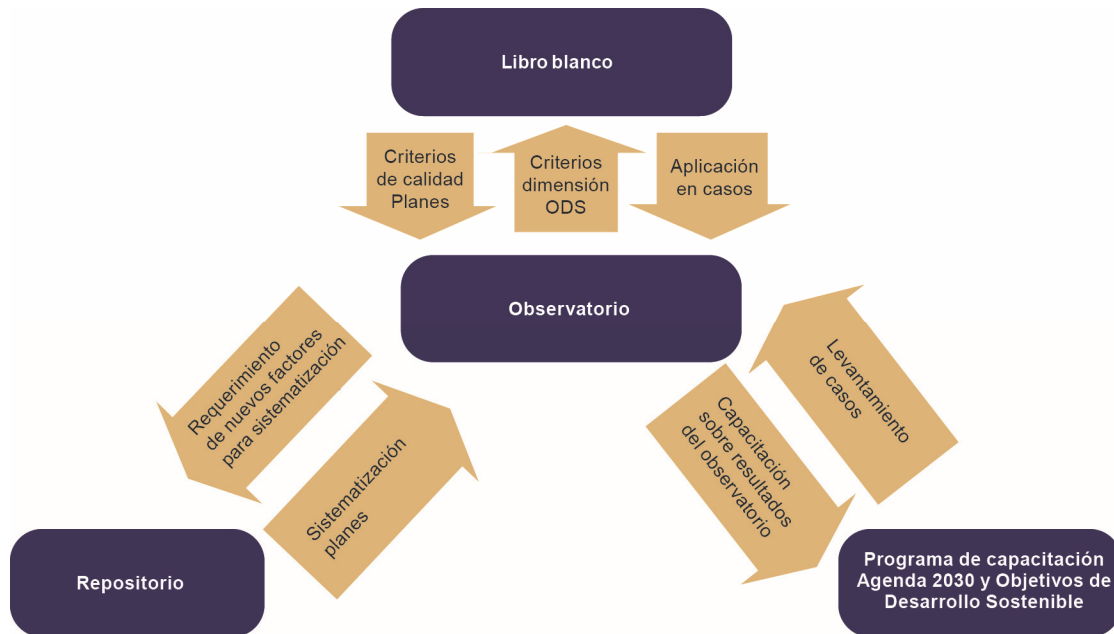 Libro blanco
Criterios
de calidad
Planes
Criterios
dimensión
ODS
Aplicación
en casos
Observatorio
Requerimiento
de nuevos factores
para sistematización
Sistematización
planes
Capacitación
sobre resultados
del observatorio
Levantamiento
de casos
Repositorio
Programa de capacitación
Agenda 2030 y Objetivos de
Desarrollo Sostenible